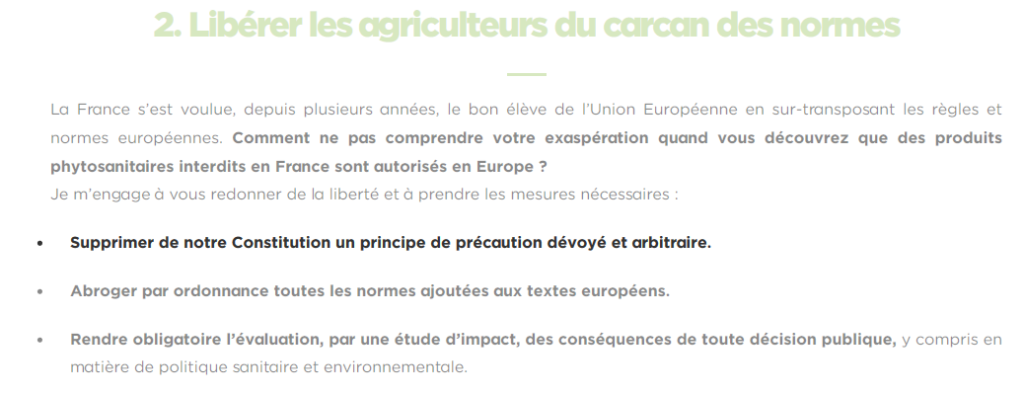 2. Libérer les agriculteurs du carcan des normes
La France s'est voulue, depuis plusieurs années, le bon élève de l'Union Européenne en sur-transposant les règles et
normes européennes. Comment ne pas comprendre votre exaspération quand vous découvrez que des produits
phytosanitaires interdits en France sont autorisés en Europe ?
Je m'engage à vous redonner de la liberté et à prendre les mesures nécessaires :
• Supprimer de notre Constitution un principe de précaution dévoyé et arbitraire.
• Abroger par ordonnance toutes les normes ajoutées aux textes européens.
• Rendre obligatoire l'évaluation, par une étude d'impact, des conséquences de toute décision publique, y compris en
matière de politique sanitaire et environnementale.